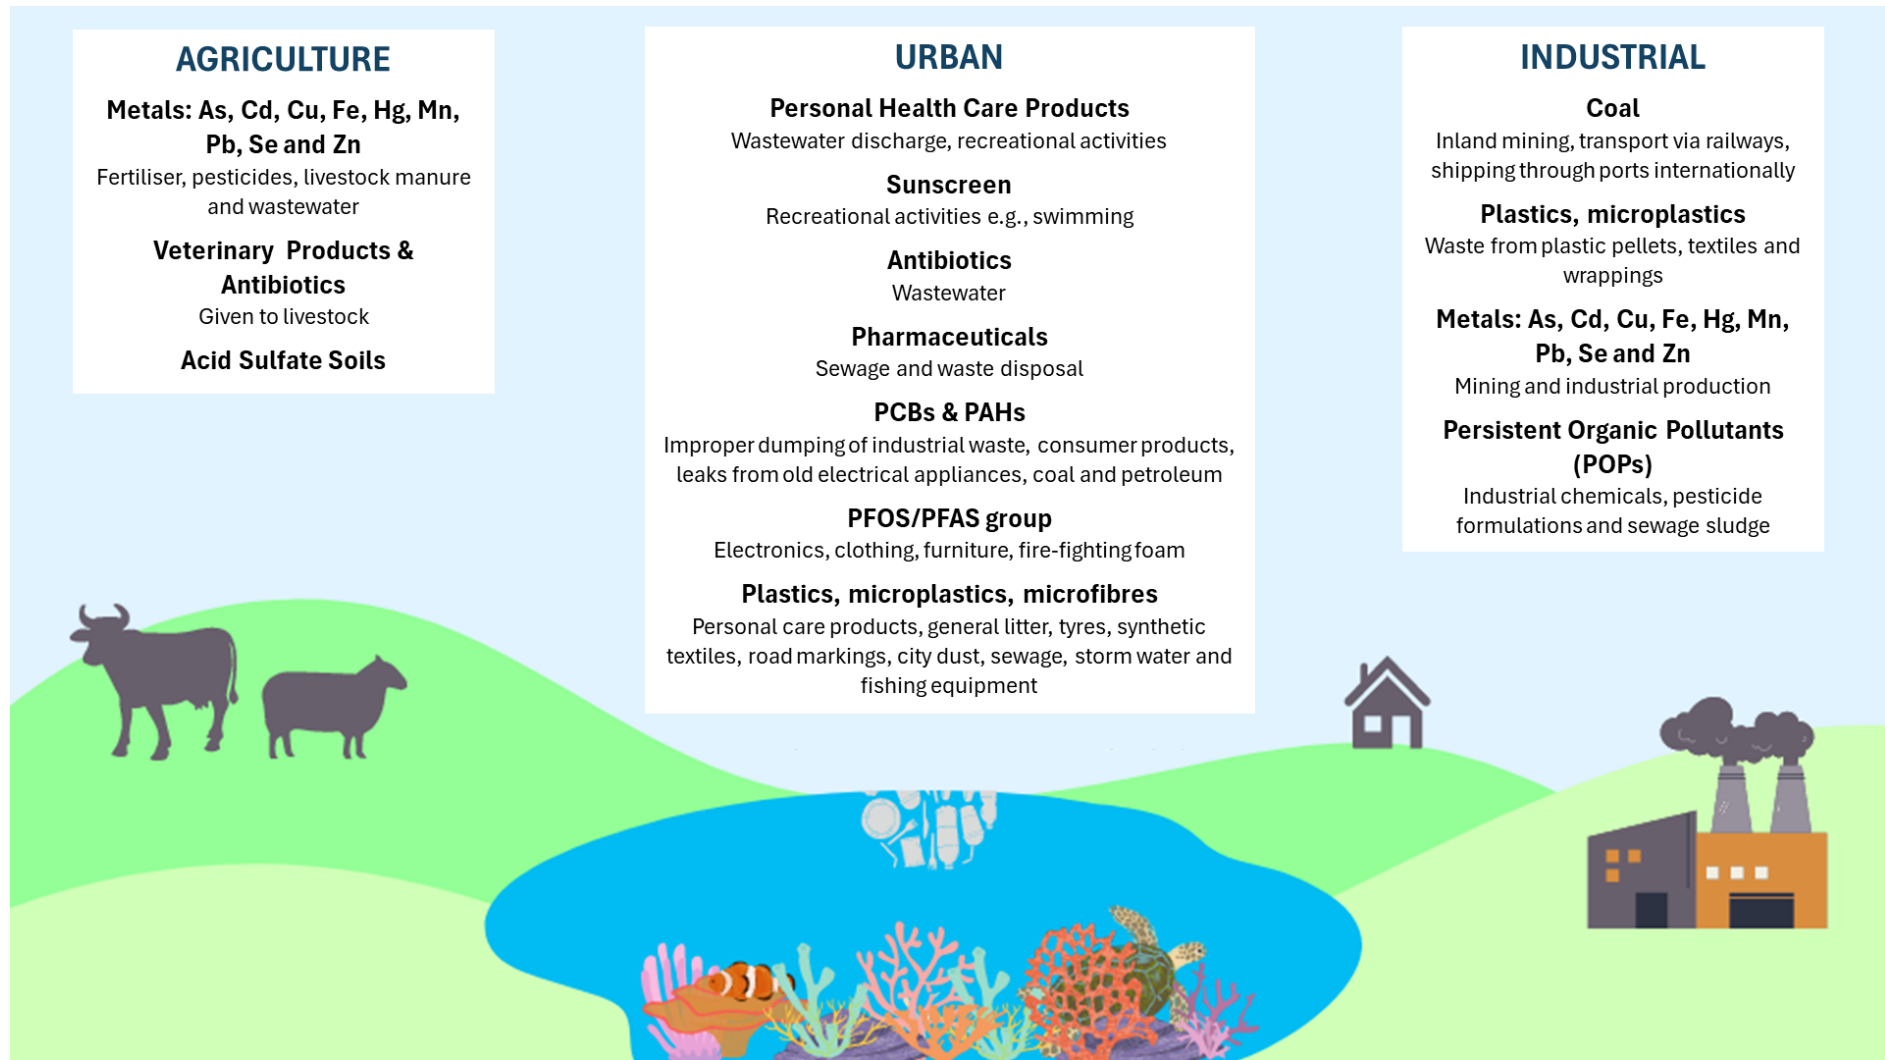 AGRICULTURE
Metals: As, Cd, Cu, Fe, Hg, Mn,
Pb, Se and Zn
Fertiliser, pesticides, livestock manure
and wastewater
Veterinary Products &
Antibiotics
Given to livestock
Acid Sulfate Soils
URBAN
Personal Health Care Products
Wastewater discharge, recreational activities
Sunscreen
Recreational activities e.g., swimming
Antibiotics
Wastewater
Pharmaceuticals
Sewage and waste disposal
PCBs & PAHs
Improper dumping of industrial waste, consumer products,
leaks from old electrical appliances, coal and petroleum
PFOS/PFAS group
Electronics, clothing, furniture, fire-fighting foam
Plastics, microplastics, microfibres
Personal care products, general litter, tyres, synthetic
textiles, road markings, city dust, sewage, storm water and
fishing equipment
INDUSTRIAL
Coal
Inland mining, transport via railways,
shipping through ports internationally
Plastics, microplastics
Waste from plastic pellets, textiles and
wrappings
Metals: As, Cd, Cu, Fe, Hg, Mn,
Pb, Se and Zn
Mining and industrial production
Persistent Organic Pollutants
(POPs)
Industrial chemicals, pesticide
formulations and sewage sludge